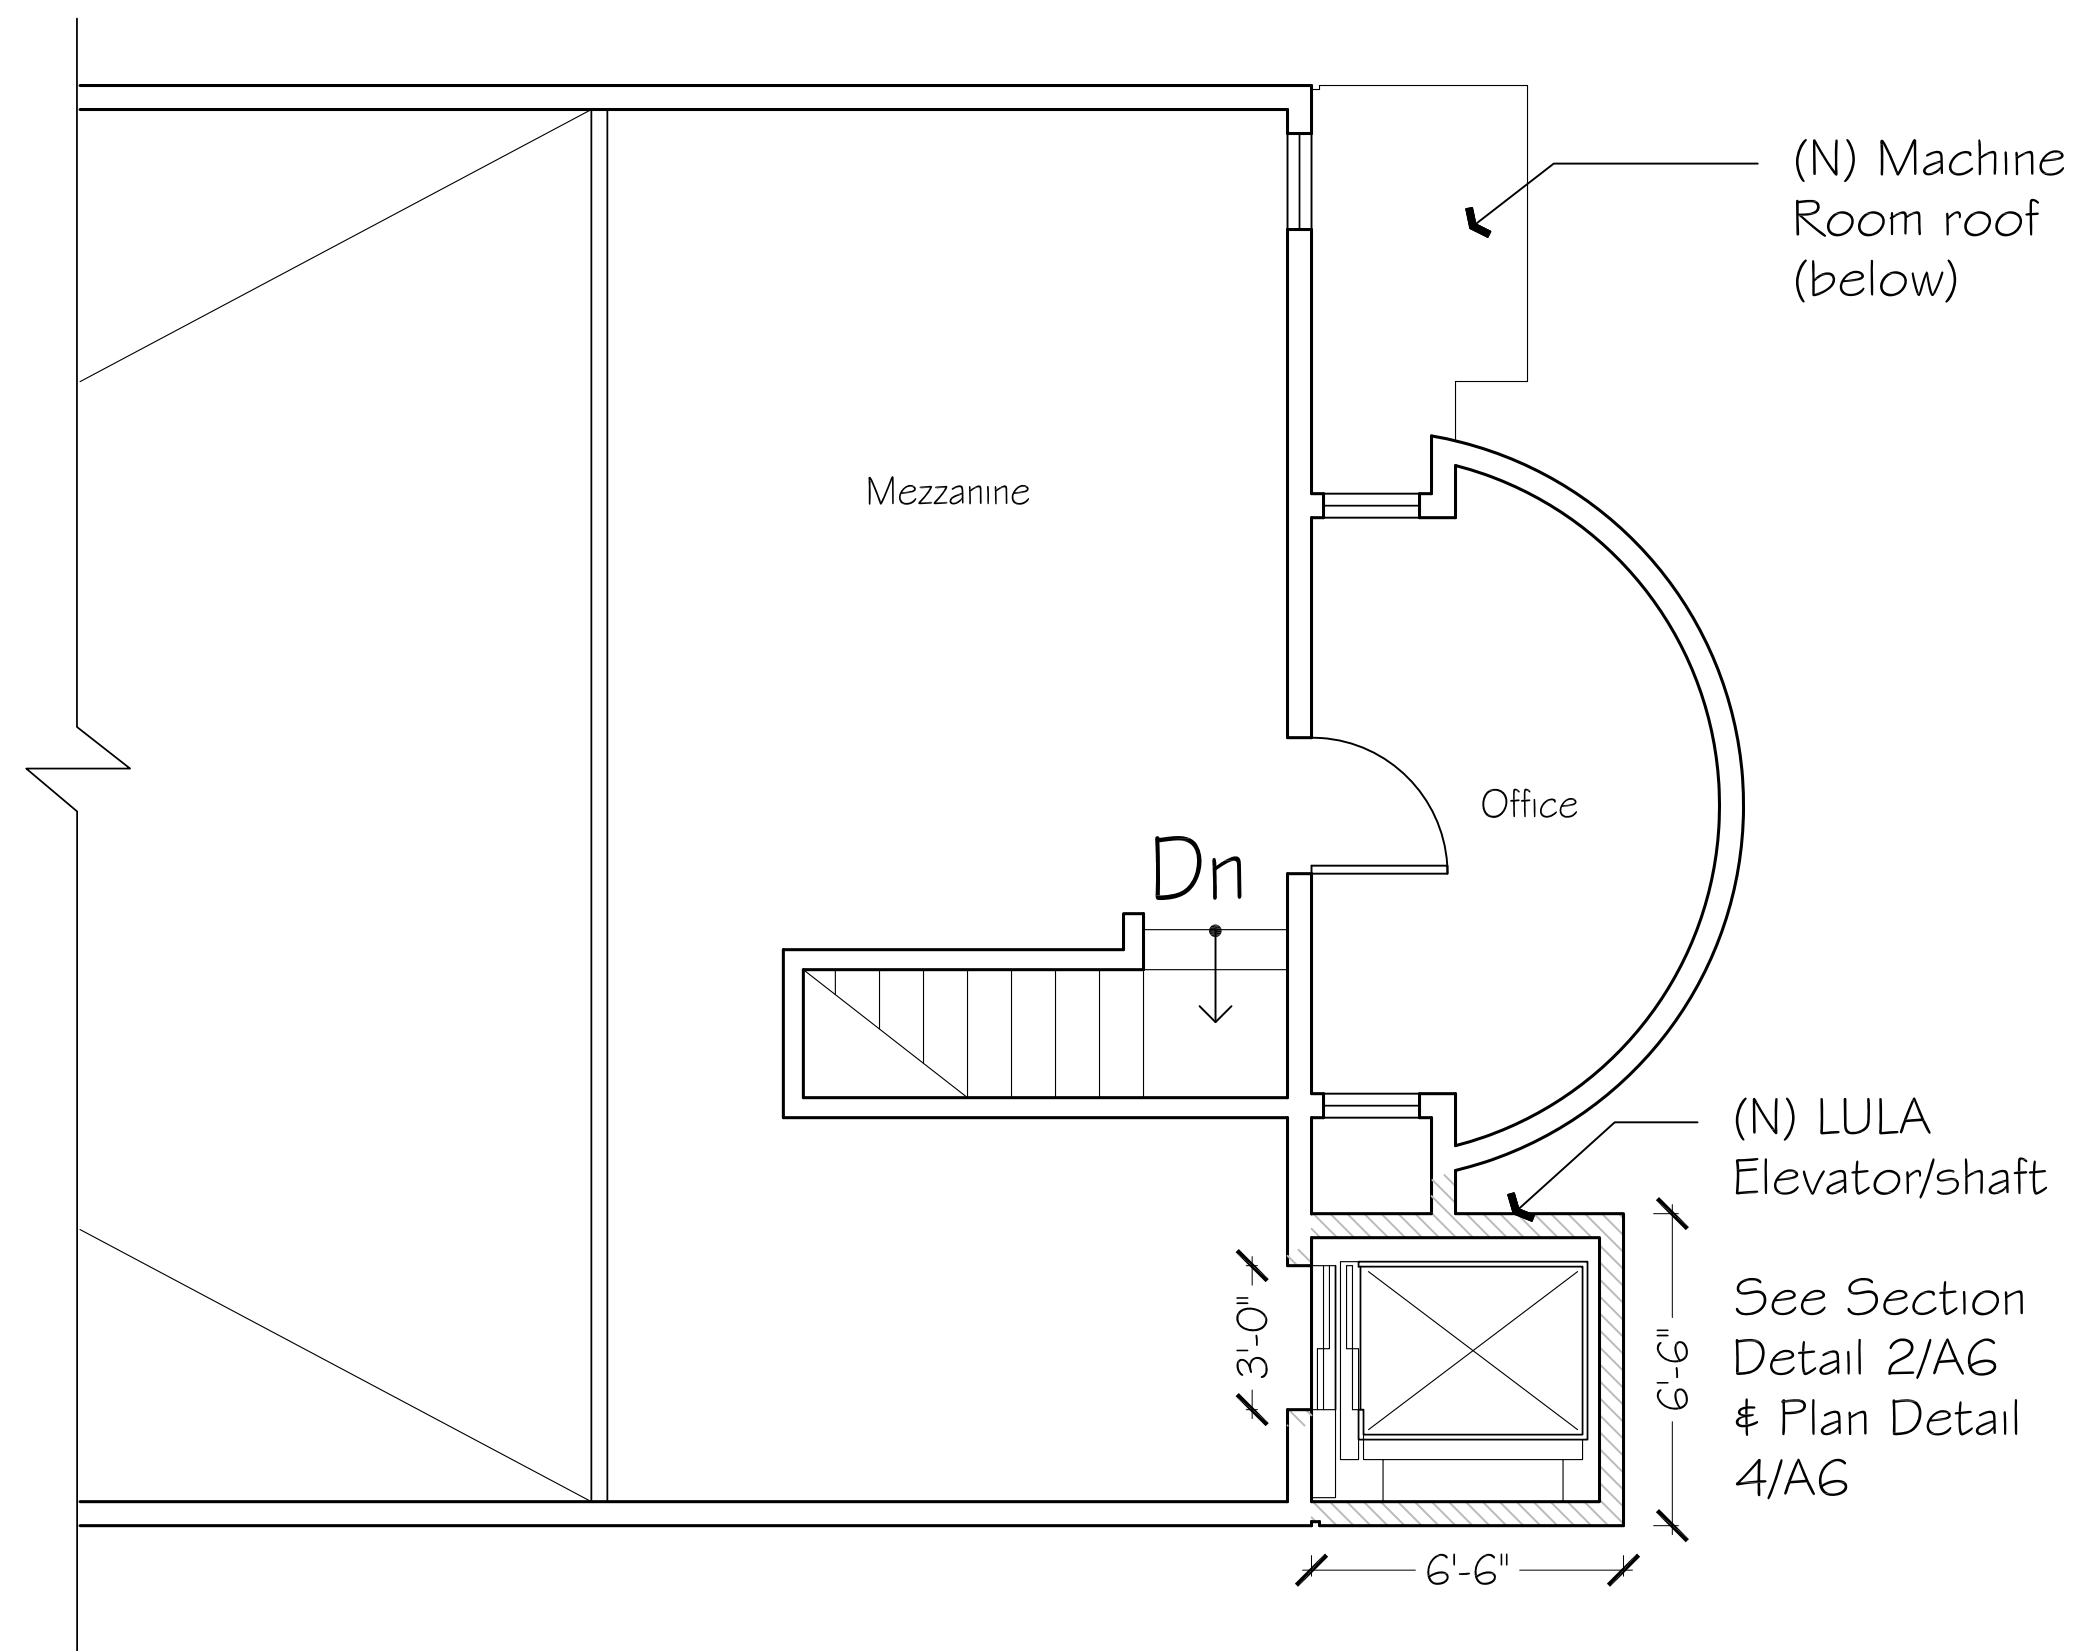 (N) Machine
Room roof
(below)
Mezzanine
Office
Dn
(N) LULA
Elevator/shaft
See Section
Detail 2/A6
& Plan Detail
4/A6
3'-0"
6'-6"
6'-6"